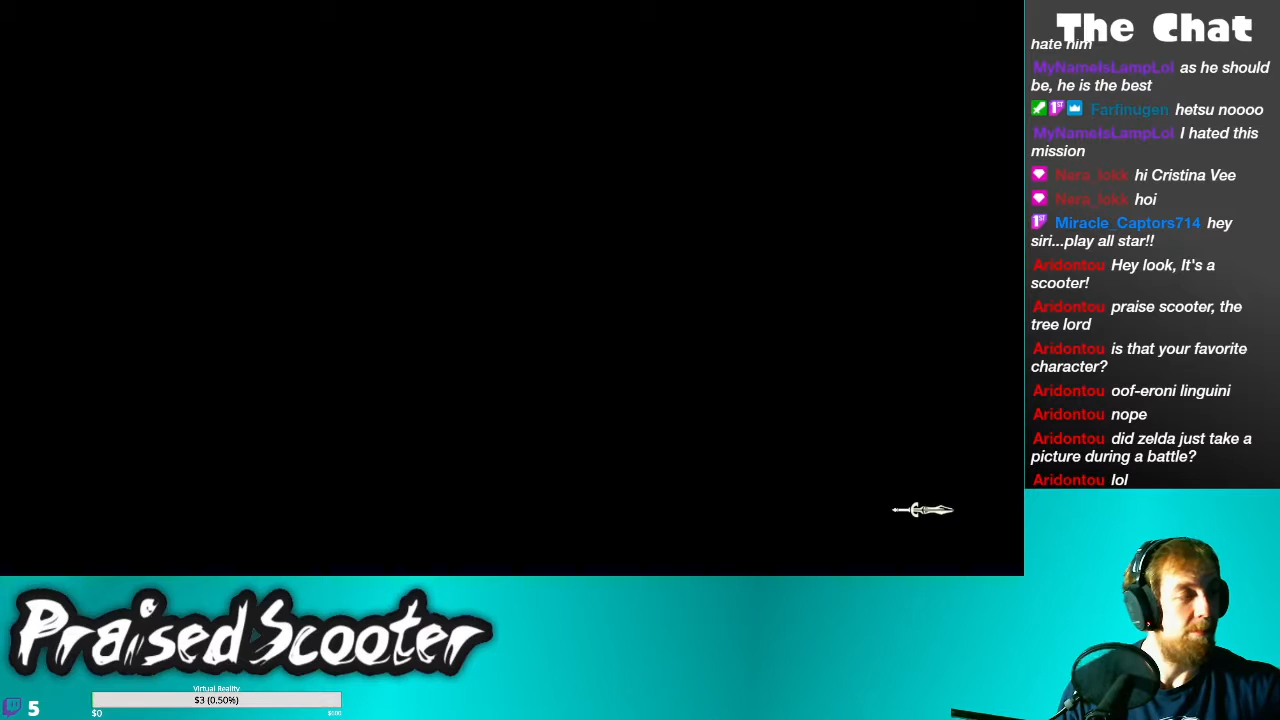 The Chat
hate him
MyNameIsLampLol as he should
be, he is the best
Farfinugen hetsu noooo
MyNameIsLampLol I hated this
mission
Nera_lokk hi Cristina Vee
Nera_lokk hoi
Miracle_Captors714 hey
siri...play all star!!
Aridontou Hey look, It's a
scooter!
Aridontou praise scooter, the
tree lord
Aridontou is that your favorite
character?
Aridontou oof-eroni linguini
Aridontou nope
Aridontou did zelda just take a
picture during a battle?
Aridontou lol
Praised Scooter
Virtual Reality
$3 (0.50%)
5
$0